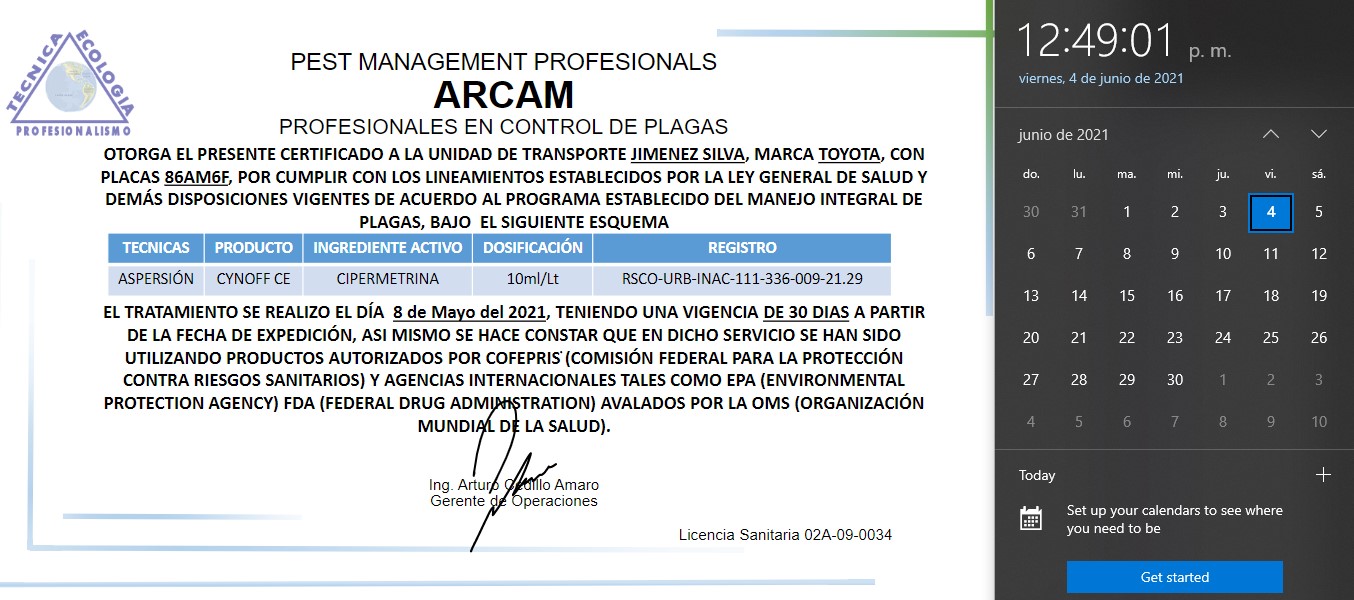 TECNICA ECOLOGIA
PROFESIONALISMO
PEST MANAGEMENT PROFESIONALS
ARCAM
PROFESIONALES EN CONTROL DE PLAGAS
OTORGA EL PRESENTE CERTIFICADO A LA UNIDAD DE TRANSPORTE JIMENEZ SILVA, MARCA TOYOTA, CON
PLACAS 86AM6F, POR CUMPLIR CON LOS LINEAMIENTOS ESTABLECIDOS POR LA LEY GENERAL DE SALUD Y
DEMÁS DISPOSICIONES VIGENTES DE ACUERDO AL PROGRAMA ESTABLECIDO DEL MANEJO INTEGRAL DE
PLAGAS, BAJO EL SIGUIENTE ESQUEMA
TECNICAS PRODUCTO INGREDIENTE ACTIVO DOSIFICACIÓN REGISTRO
ASPERSIÓN CYNOFF CE CIPERMETRINA 10ml/Lt RSCO-URB-INAC-111-336-009-21.29
EL TRATAMIENTO SE REALIZO EL DÍA 8 de Mayo del 2021, TENIENDO UNA VIGENCIA DE 30 DIAS A PARTIR
DE LA FECHA DE EXPEDICIÓN, ASI MISMO SE HACE CONSTAR QUE EN DICHO SERVICIO SE HAN SIDO
UTILIZANDO PRODUCTOS AUTORIZADOS POR COFEPRIS (COMISIÓN FEDERAL PARA LA PROTECCIÓN
CONTRA RIESGOS SANITARIOS) Y AGENCIAS INTERNACIONALES TALES COMO EPA (ENVIRONMENTAL
PROTECTION AGENCY) FDA (FEDERAL DRUG ADMINISTRATION) AVALADOS POR LA OMS (ORGANIZACIÓN
MUNDIAL DE LA SALUD).
Ing. Arturo Cedillo Amaro
Gerente de Operaciones
Licencia Sanitaria 02A-09-0034
12:49:01 p. m.
viernes, 4 de junio de 2021
junio de 2021
do. lu. ma. mi. ju. vi. sá.
30 31 1 2 3 4 5
6 7 8 9 10 11 12
13 14 15 16 17 18 19
20 21 22 23 24 25 26
27 28 29 30 1 2 3
4 5 6 7 8 9 10
Today
Set up your calendars to see where
you need to be
Get started